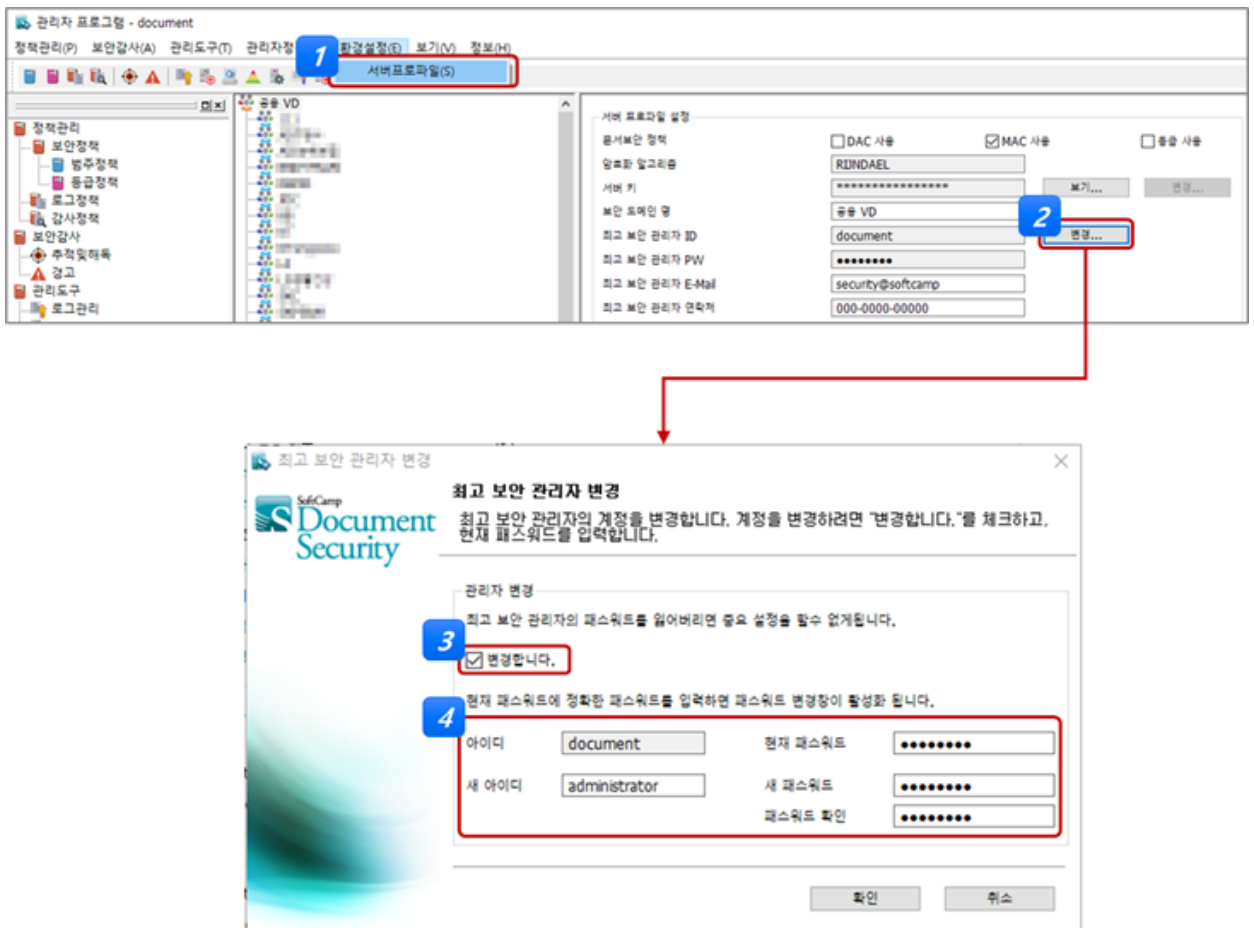 관리자 프로그램 - document
정책관리(P) 보안감사(A) 관리도구(T) 관리자정 환경설정(E) 보기(V) 정보(H)
1
서버프로파일(S)
정책관리
보안정책
범주정책
등급정책
로그정책
감사정책
보안감사
추적및해독
경고
관리도구
로그관리
공용 VD
서버 프로파일 설정
문서보안 정책 DAC 사용 MAC 사용 등급 사용
암호화 알고리즘 RIJNDAEL
서버 키 **************** 보기... 변경...
보안 도메인 명 공용 VD
2
최고 보안 관리자 ID document 변경...
최고 보안 관리자 PW ●●●●●●●●
최고 보안 관리자 E-Mail security@softcamp
최고 보안 관리자 연락처 000-0000-00000
최고 보안 관리자 변경
SoftCamp
Document
Security
최고 보안 관리자 변경
최고 보안 관리자의 계정을 변경합니다. 계정을 변경하려면 "변경합니다."를 체크하고,
현재 패스워드를 입력합니다.
관리자 변경
최고 보안 관리자의 패스워드를 잃어버리면 중요 설정을 할수 없게됩니다.
3
변경합니다.
현재 패스워드에 정확한 패스워드를 입력하면 패스워드 변경창이 활성화 됩니다.
4
아이디 document 현재 패스워드 ●●●●●●●●
새 아이디 administrator 새 패스워드 ●●●●●●●●
패스워드 확인 ●●●●●●●●
확인 취소